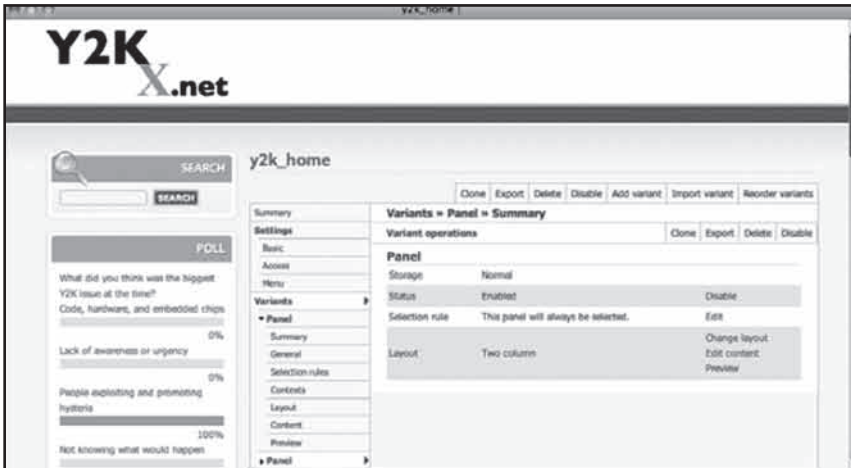 y2k_home
Y2K
X.net
SEARCH
SEARCH
POLL
What did you think was the biggest
Y2K issue at the time?
Code, hardware, and embedded chips
0%
Lack of awareness or urgency
0%
People exploiting and promoting
hysteria
100%
Not knowing what would happen
y2k_home
Clone Export Delete Disable Add variant Import variant Reorder variants
Summary
Settings
Basic
Access
Menu
Variants
Panel
Summary
General
Selection rules
Contexts
Layout
Content
Preview
Panel
Variants » Panel » Summary
Variant operations Clone Export Delete Disable
Panel
Storage Normal
Status Enabled Disable
Selection rule This panel will always be selected. Edit
Layout Two column Change layout
Edit content
Preview